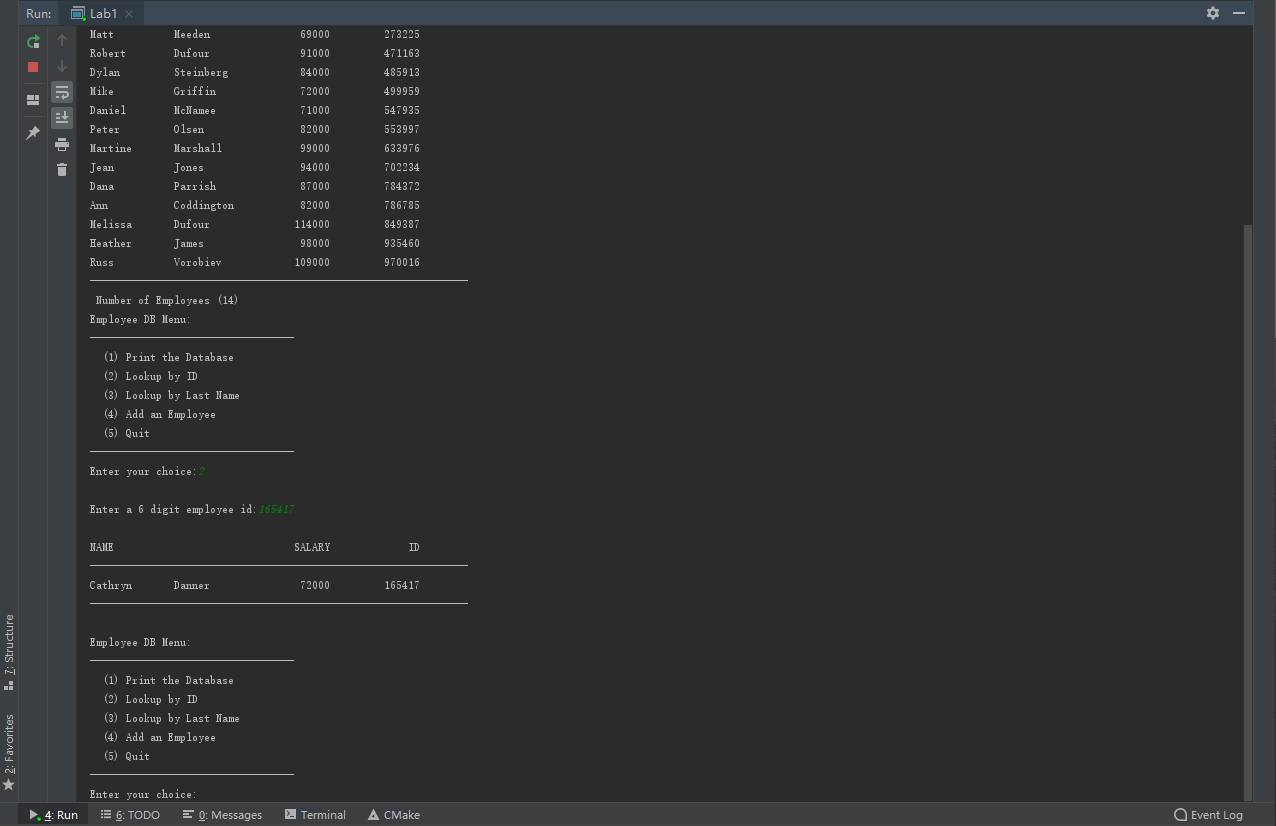 Run: Lab1
Matt Meeden 69000 273225
Robert Dufour 91000 471163
Dylan Steinberg 84000 485913
Mike Griffin 72000 499959
Daniel McNamee 71000 547935
Peter Olsen 82000 553997
Martine Marshall 99000 633976
Jean Jones 94000 702234
Dana Parrish 87000 784372
Ann Coddington 82000 786785
Melissa Dufour 114000 849387
Heather James 98000 935460
Russ Vorobiev 109000 970016
Number of Employees (14)
Employee DB Menu:
(1) Print the Database
(2) Lookup by ID
(3) Lookup by Last Name
(4) Add an Employee
(5) Quit
Enter your choice:2
Enter a 6 digit employee id:165417
NAME SALARY ID
Cathryn Danner 72000 165417
Employee DB Menu:
(1) Print the Database
(2) Lookup by ID
(3) Lookup by Last Name
(4) Add an Employee
(5) Quit
Enter your choice:
7: Structure
2: Favorites
4: Run 6: TODO 0: Messages Terminal CMake Event Log